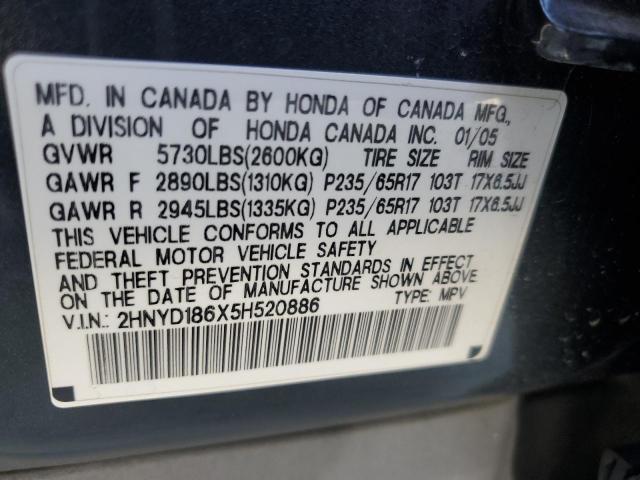 MFD. IN CANADA BY HONDA OF CANADA MFG.,
A DIVISION OF HONDA CANADA INC. 01/05
GVWR 5730LBS(2600KG) TIRE SIZE RIM SIZE
GAWR F 2890LBS(1310KG) P235/65R17 103T 17X6.5JJ
GAWR R 2945LBS(1335KG) P235/65R17 103T 17X6.5JJ
THIS VEHICLE CONFORMS TO ALL APPLICABLE
FEDERAL MOTOR VEHICLE SAFETY
AND THEFT PREVENTION STANDARDS IN EFFECT
ON THE DATE OF MANUFACTURE SHOWN ABOVE.
V.I.N.: 2HNYD186X5H520886 TYPE: MPV